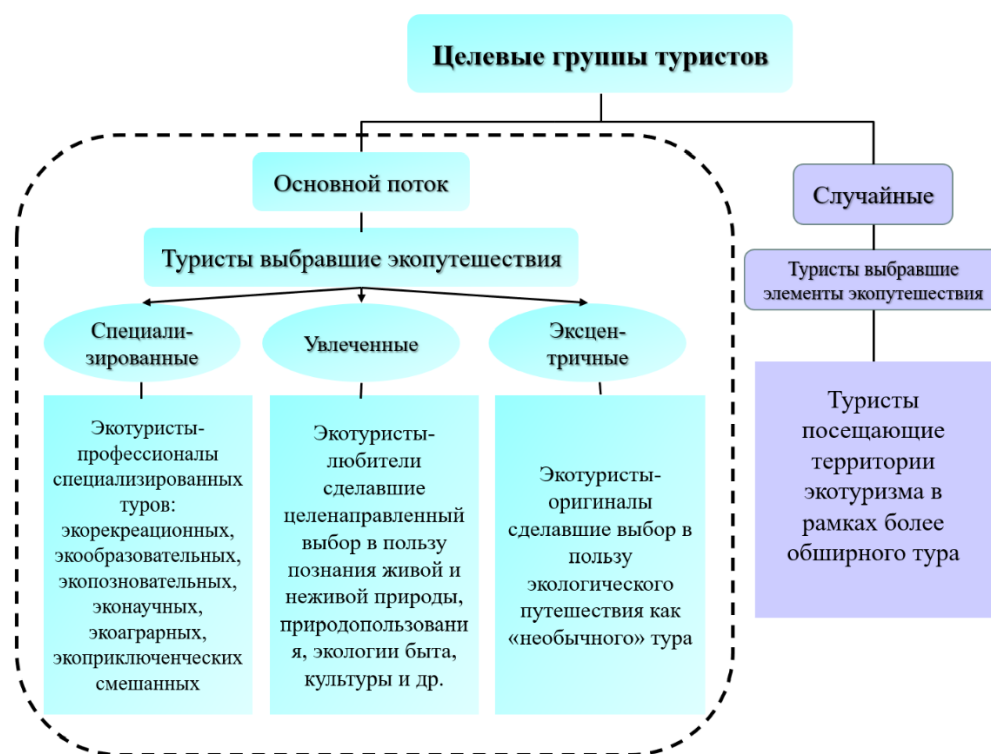 Целевые группы туристов
Основной поток
Случайные
Туристы выбравшие экопутешествия
Туристы выбравшие
элементы экопутешествия
Специали-
зированные
Увлеченные
Эксцен-
тричные
Экотуристы-
профессионалы
специализированных
туров:
экорекреационных,
экообразовательных,
экопозновательных,
эконаучных,
экоаграрных,
экоприключенческих
смешанных
Экотуристы-
любители
сделавшие
целенаправленный
выбор в пользу
познания живой и
неживой природы,
природопользовани
я, экологии быта,
культуры и др.
Экотуристы-
оригиналы
сделавшие выбор в
пользу
экологического
путешествия как
«необычного» тура
Туристы
посещающие
территории
экотуризма в
рамках более
обширного тура